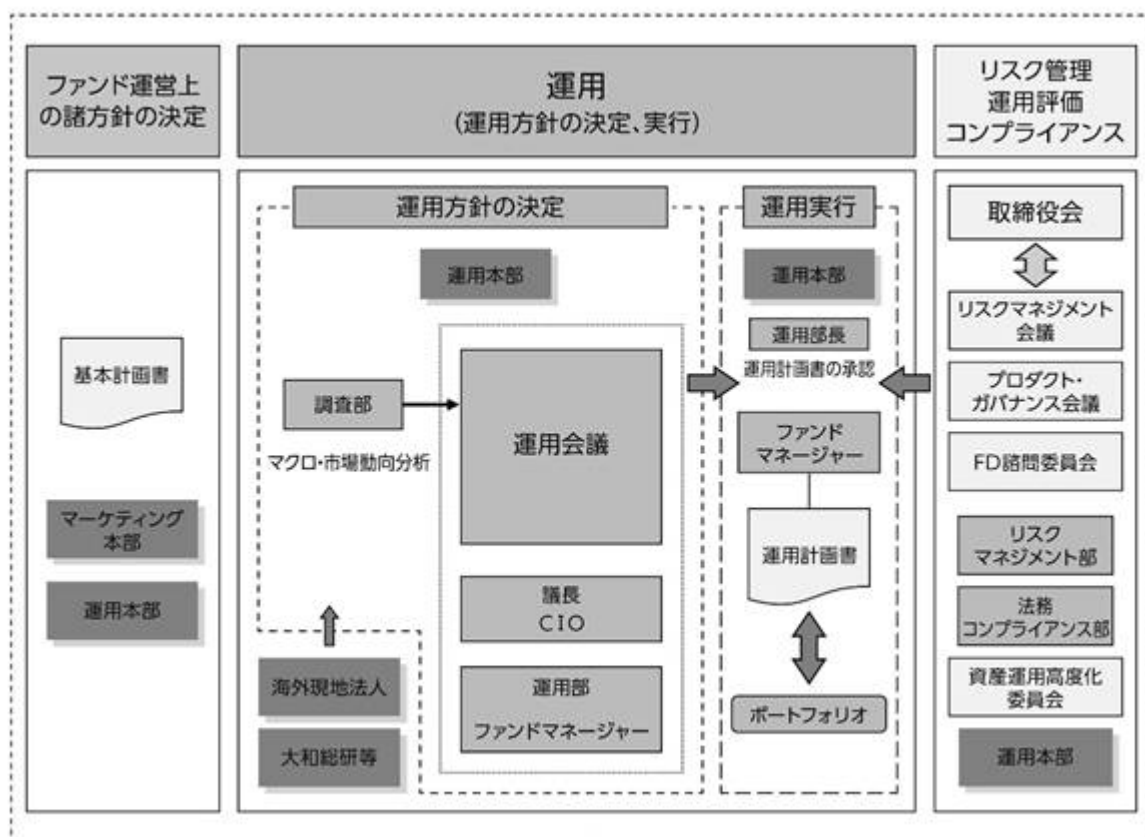 ファンド運営上
の諸方針の決定
運用
(運用方針の決定、実行)
リスク管理
運用評価
コンプライアンス
基本計画書
マーケティング
本部
運用本部
運用方針の決定
運用本部
調査部
マクロ・市場動向分析
運用会議
議長
CIO
運用部
ファンドマネージャー
海外現地法人
大和総研等
運用実行
運用本部
運用部長
運用計画書の承認
ファンド
マネージャー
運用計画書
ポートフォリオ
取締役会
リスクマネジメント
会議
プロダクト・
ガバナンス会議
FD諮問委員会
リスク
マネジメント部
法務
コンプライアンス部
資産運用高度化
委員会
運用本部